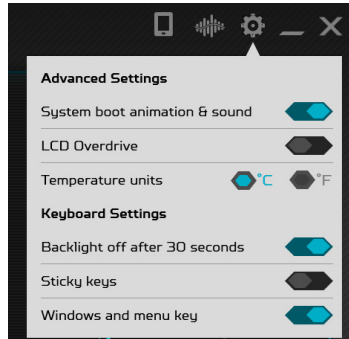 Advanced Settings
System boot animation & sound
LCD Overdrive
Temperature units °C °F
Keyboard Settings
Backlight off after 30 seconds
Sticky keys
Windows and menu key